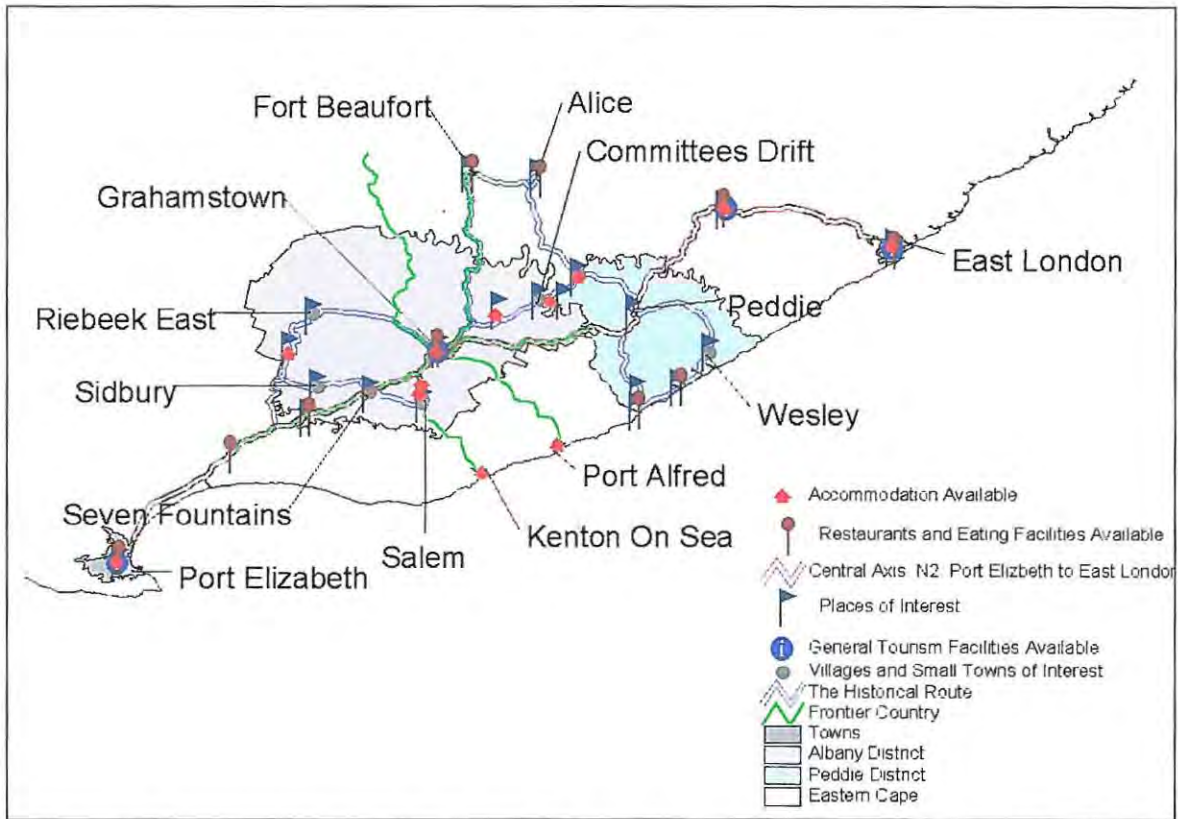 Fort Beaufort
Alice
Committees Drift
Grahamstown
East London
Riebeek East
Peddie
Sidbury
Wesley
Port Alfred
Seven Fountains
Salem
Kenton On Sea
Port Elizabeth
Accommodation Available
Restaurants and Eating Facilities Available
Central Axis N2 Port Elizbeth to East London
Places of Interest
i General Tourism Facilities Available
Villages and Small Towns of Interest
The Historical Route
Frontier Country
Towns
Albany District
Peddie District
Eastern Cape